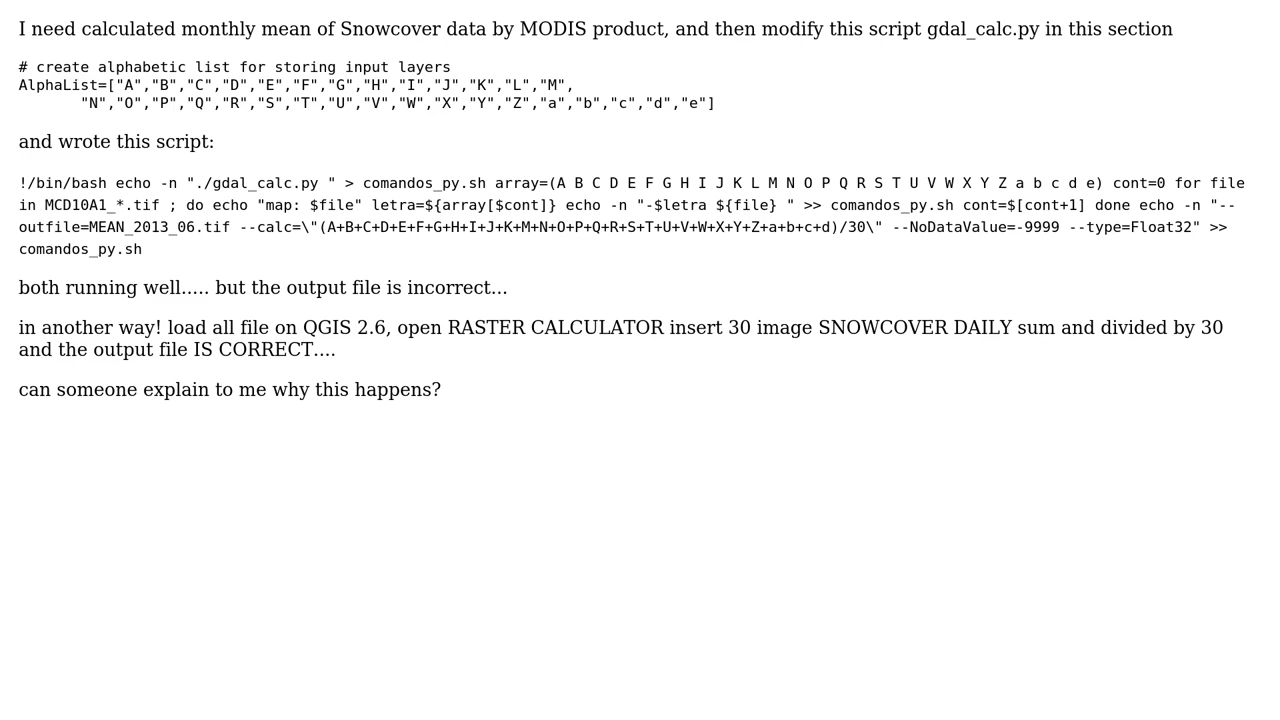 I need calculated monthly mean of Snowcover data by MODIS product, and then modify this script gdal_calc.py in this section
# create alphabetic list for storing input layers
AlphaList=["A","B","C","D","E","F","G","H","I","J","K","L","M",
"N","O","P","Q","R","S","T","U","V","W","X","Y","Z","a","b","c","d","e"]
and wrote this script:
!/bin/bash echo -n "./gdal_calc.py " > comandos_py.sh array=(A B C D E F G H I J K L M N O P Q R S T U V W X Y Z a b c d e) cont=0 for file
in MCD10A1_*.tif ; do echo "map: $file" letra=${array[$cont]} echo -n "-$letra ${file} " >> comandos_py.sh cont=$[cont+1] done echo -n "--
outfile=MEAN_2013_06.tif --calc=\"(A+B+C+D+E+F+G+H+I+J+K+M+N+O+P+Q+R+S+T+U+V+W+X+Y+Z+a+b+c+d)/30\" --NoDataValue=-9999 --type=Float32" >>
comandos_py.sh
both running well..... but the output file is incorrect...
in another way! load all file on QGIS 2.6, open RASTER CALCULATOR insert 30 image SNOWCOVER DAILY sum and divided by 30
and the output file IS CORRECT....
can someone explain to me why this happens?